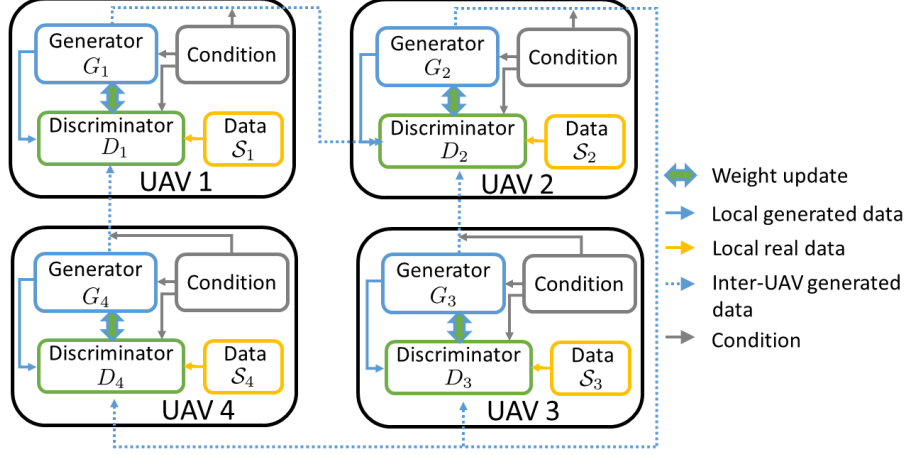 Generator
G₁
Condition
Discriminator
D₁
Data
S₁
UAV 1
Generator
G₂
Condition
Discriminator
D₂
Data
S₂
UAV 2
Generator
G₄
Condition
Discriminator
D₄
Data
S₄
UAV 4
Generator
G₃
Condition
Discriminator
D₃
Data
S₃
UAV 3
Weight update
Local generated data
Local real data
Inter-UAV generated
data
Condition